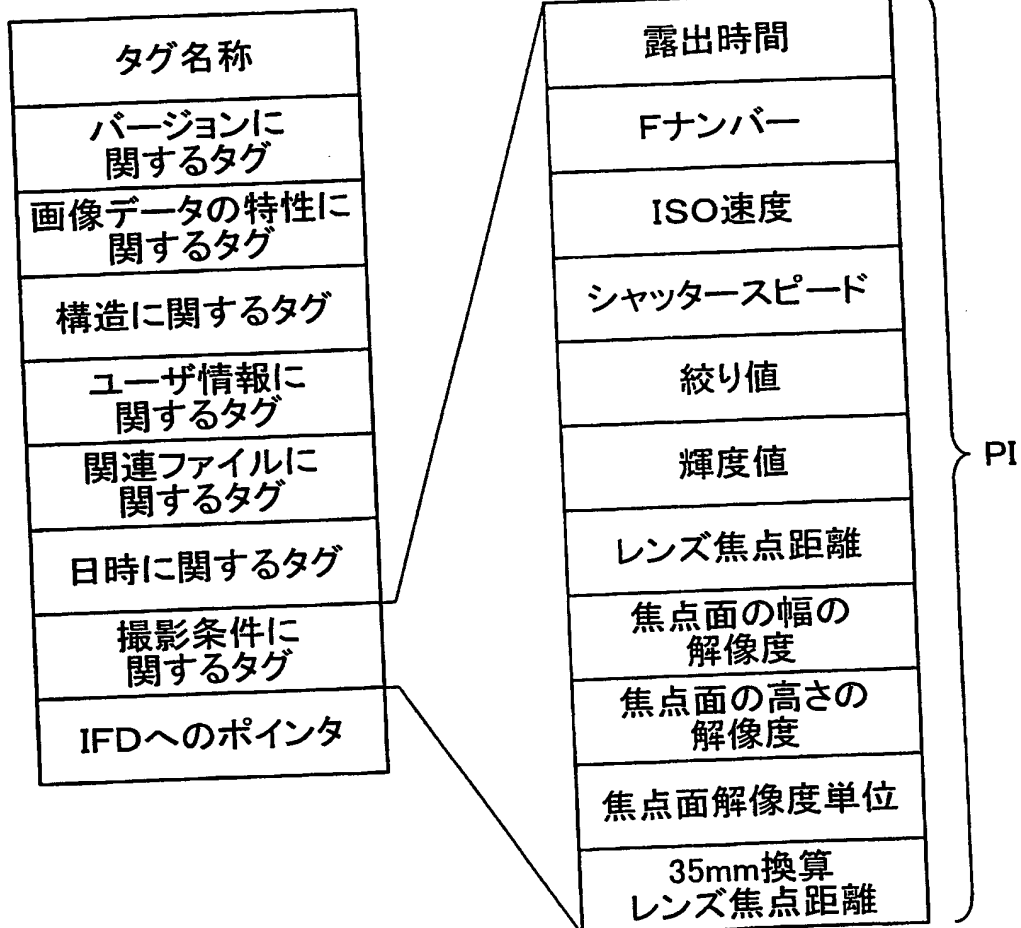 タグ名称
バージョンに
関するタグ
画像データの特性に
関するタグ
構造に関するタグ
ユーザ情報に
関するタグ
関連ファイルに
関するタグ
日時に関するタグ
撮影条件に
関するタグ
IFDへのポインタ
露出時間
Fナンバー
ISO速度
シャッタースピード
絞り値
輝度値
レンズ焦点距離
焦点面の幅の
解像度
焦点面の高さの
解像度
焦点面解像度単位
35mm換算
レンズ焦点距離
PI